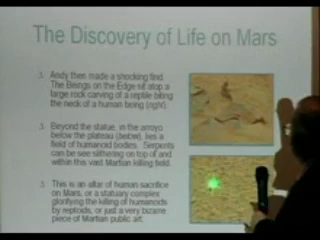 The Discovery of Life on Mars
Andy then made a shocking find.
The Beings on the Edge sit atop a
large rock carving of a reptile biting
the neck of a human being (right).
Beyond the statue, in the arroyo
below the plateau (below), lies a
field of humanoid bodies. Serpents
can be seen slithering on top of and
within this vast Martian killing field.
This is an altar of human sacrifice
on Mars, or a statuary complex
glorifying the killing of humanoids
by reptoids, or just a very bizarre
piece of Martian public art.